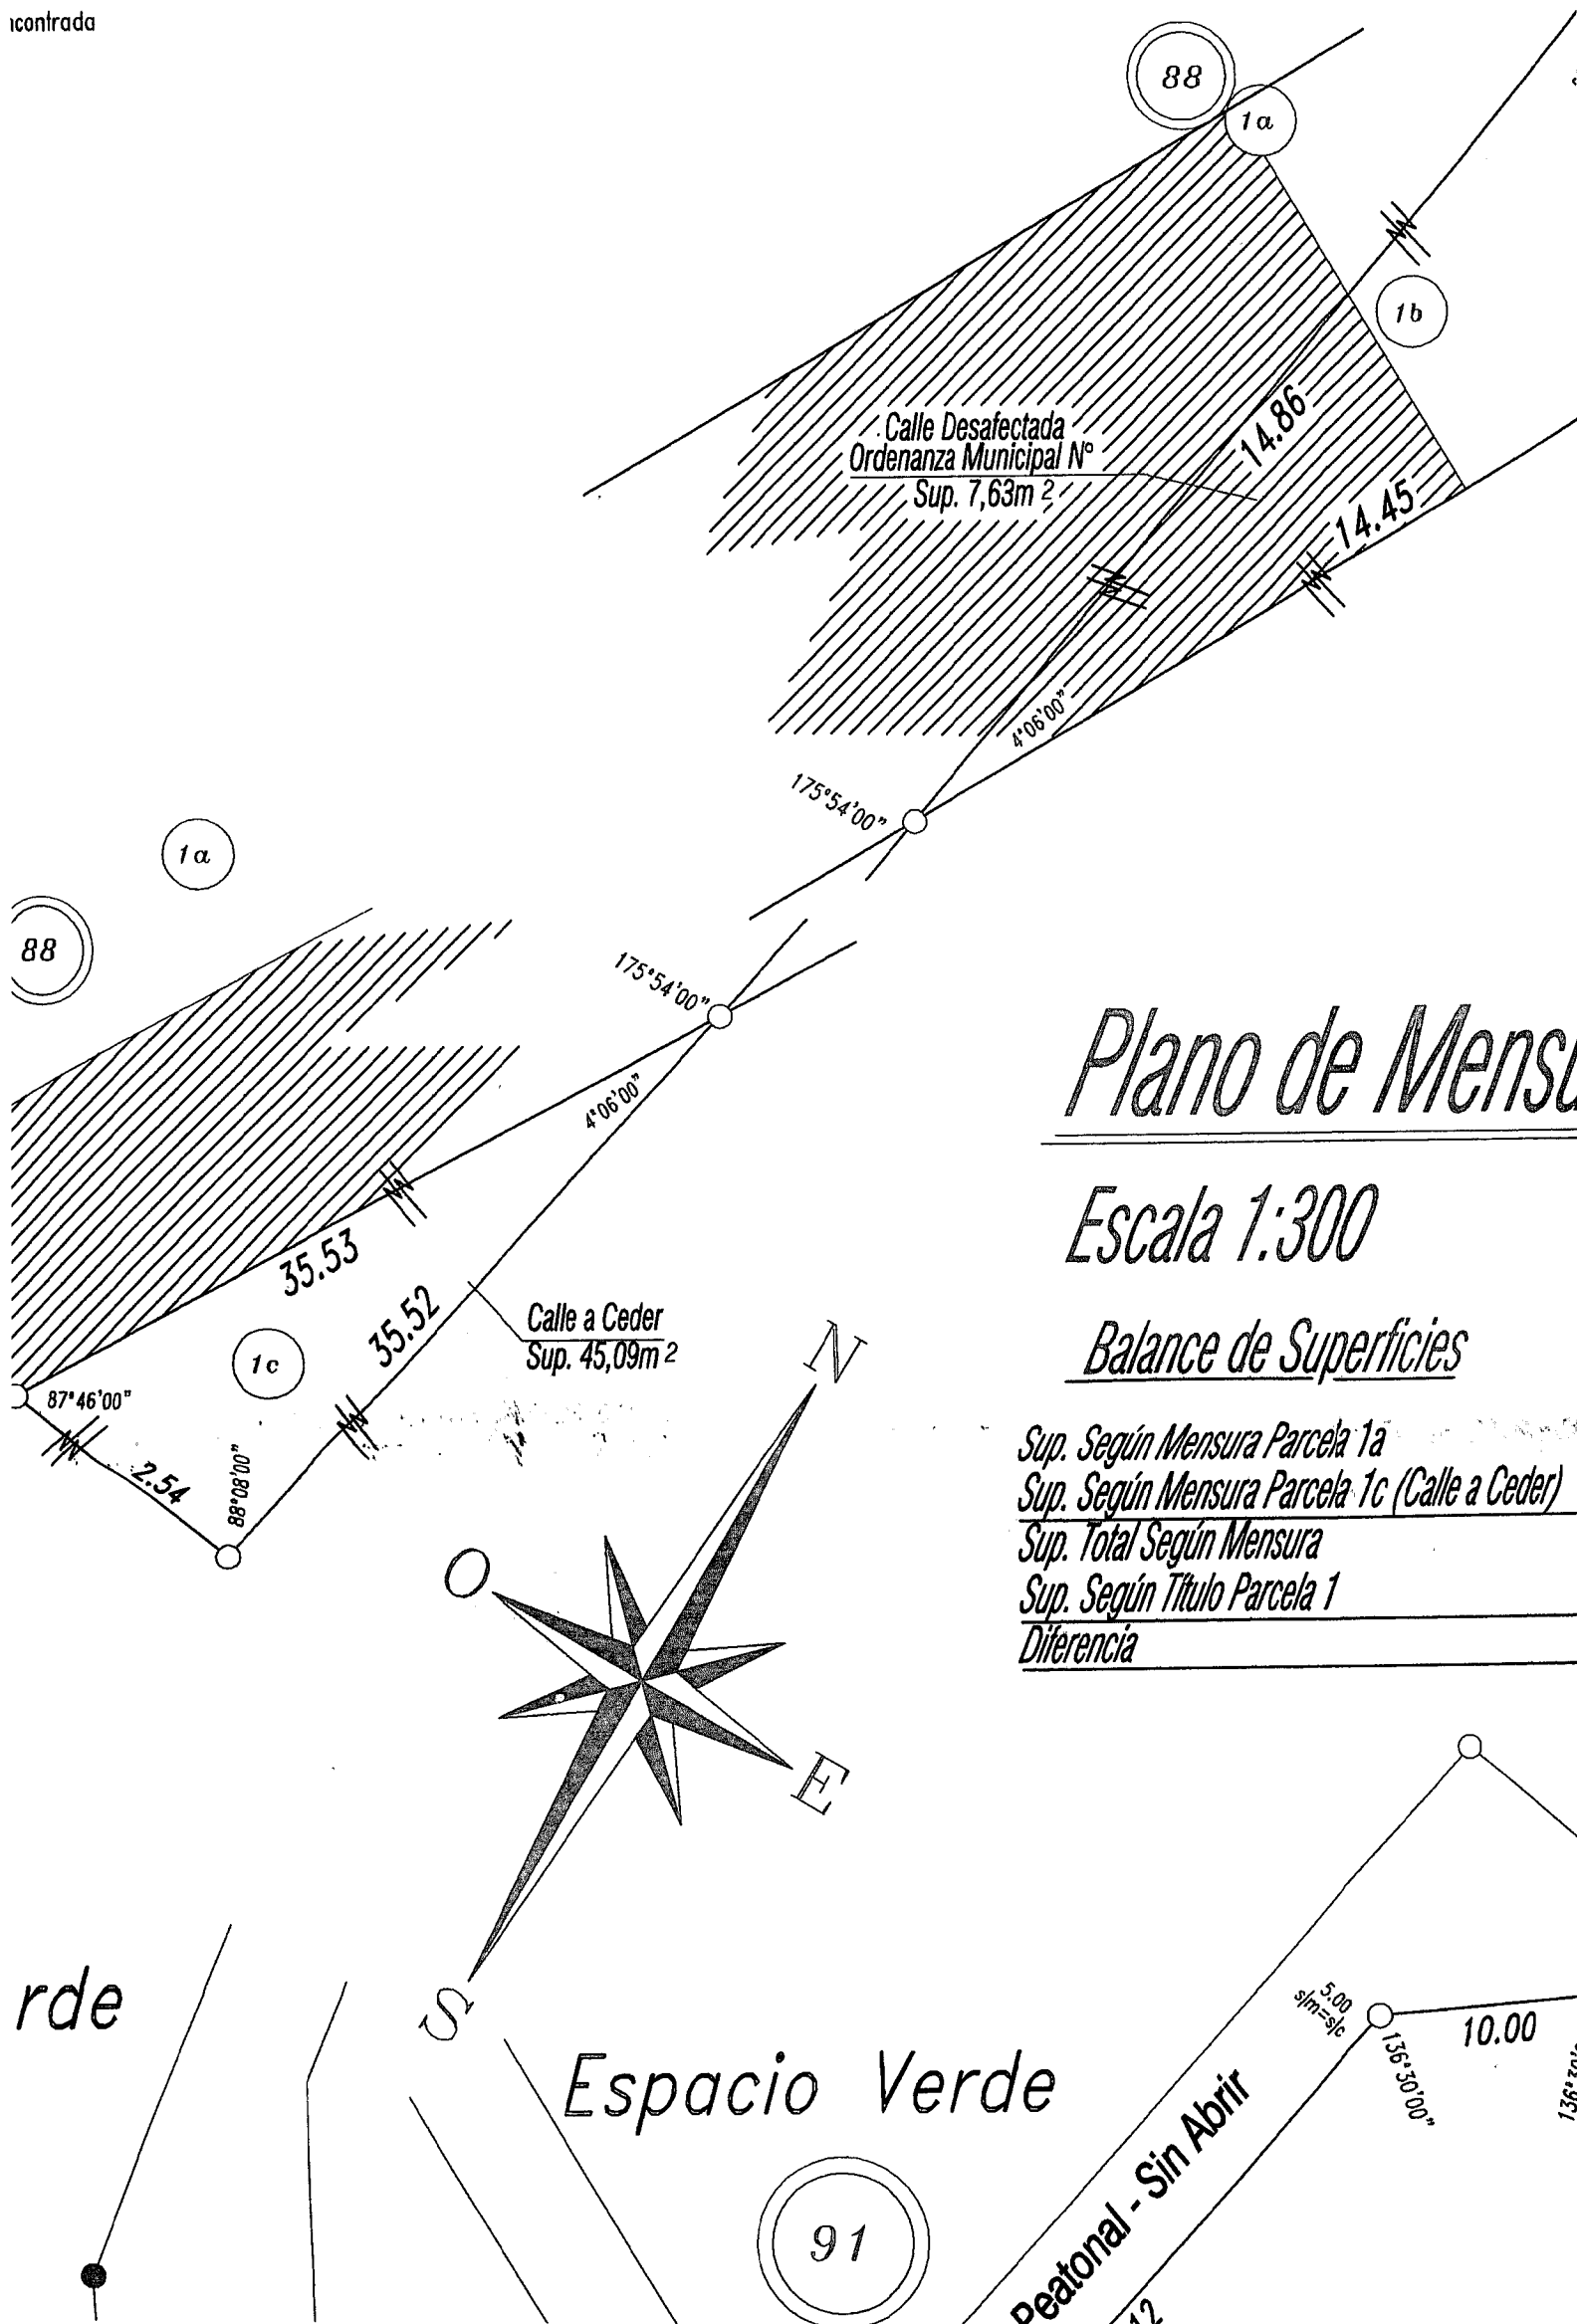 88
1a
1b
Calle Desafectada
Ordenanza Municipal N°
Sup. 7,63m 2
14.86
14.45
4°06'00"
175°54'00"
1a
88
175°54'00"
4°06'00"
35.53
35.52
Calle a Ceder
Sup. 45,09m 2
1c
87°46'00"
2.54
88°08'00"
Plano de
Escala 1:300
Balance de Superficies
Sup. Según Mensura Parcela 1a
Sup. Según Mensura Parcela 1c (Calle a Ceder)
Sup. Total Según Mensura
Sup. Según Título Parcela 1
Diferencia
N
O
E
S
rde
Espacio Verde
91
5.00
s/m=s/c
10.00
136°30'00"
Peatonal - Sin Abrir
12